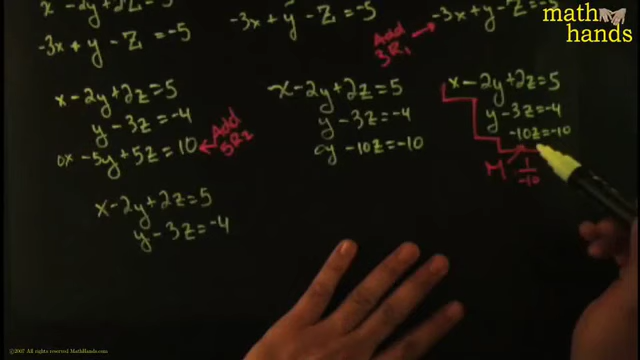 math hands
x -2y+2z=5
-3x + y - z = -5
-3x + y - z = -5
Add 3R1
-3x + y - z =
x - 2y + 2z = 5
y - 3z = -4
0x -5y + 5z = 10
Add 5R2
x - 2y + 2z = 5
y - 3z = -4
0y - 10z = -10
x - 2y + 2z = 5
y - 3z = -4
-10z = -10
M 1/-10
x - 2y + 2z = 5
y - 3z = -4
©2007 All rights reserved MathHands.com